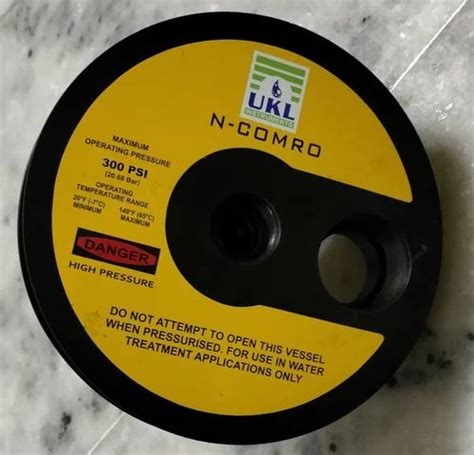 UKL
INSTRUMENTS
N-COMRO
MAXIMUM
OPERATING PRESSURE
300 PSI
(20.68 Bar)
OPERATING
TEMPERATURE RANGE
20°F (-7°C) 149°F (65°C)
MINIMUM MAXIMUM
DANGER
HIGH PRESSURE
DO NOT ATTEMPT TO OPEN THIS VESSEL
WHEN PRESSURISED. FOR USE IN WATER
TREATMENT APPLICATIONS ONLY